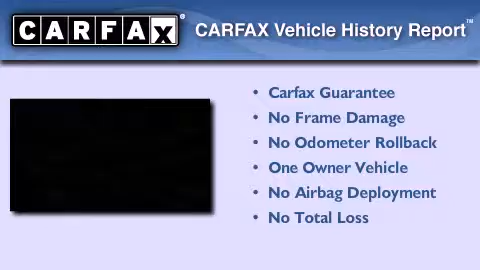 CARFAX® CARFAX Vehicle History Report™
• Carfax Guarantee
• No Frame Damage
• No Odometer Rollback
• One Owner Vehicle
• No Airbag Deployment
• No Total Loss